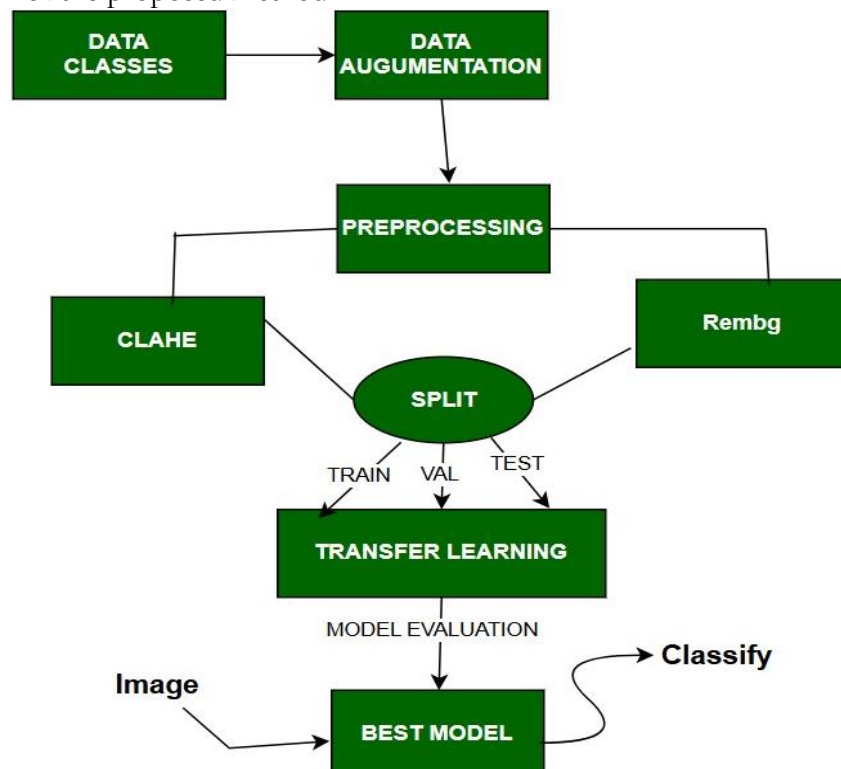 DATA
CLASSES
DATA
AUGUMENTATION
PREPROCESSING
CLAHE
Rembg
SPLIT
TRAIN
VAL
TEST
TRANSFER LEARNING
MODEL EVALUATION
Classify
Image
BEST MODEL